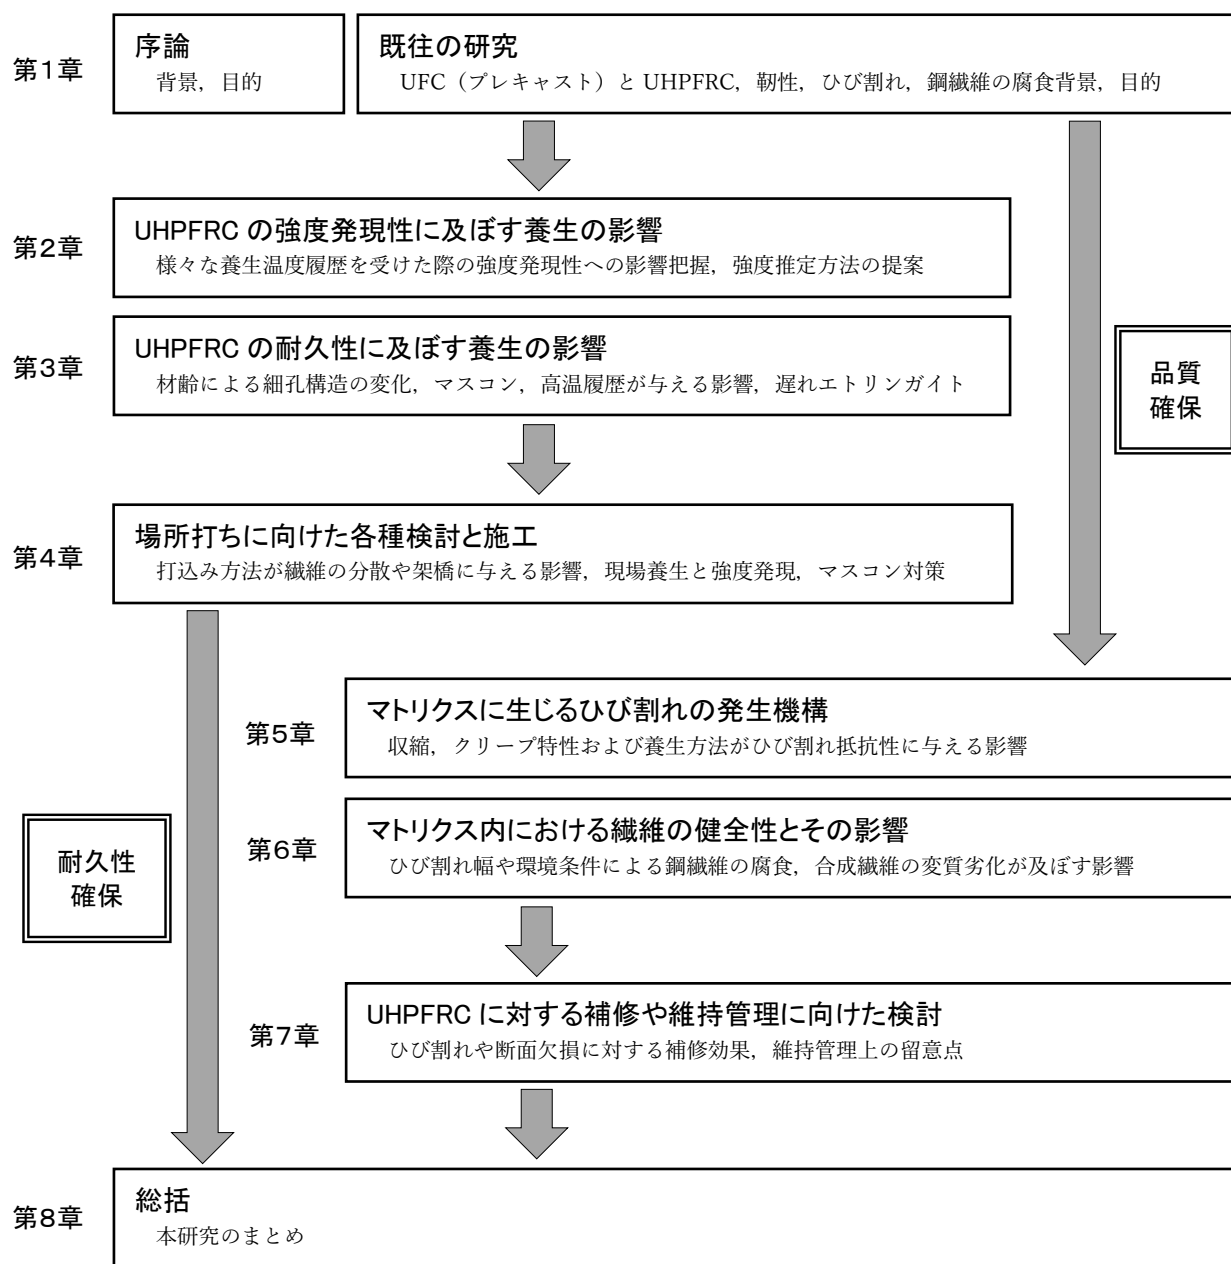 第1章
序論
背景，目的
既往の研究
UFC（プレキャスト）と UHPFRC，靭性，ひび割れ，鋼繊維の腐食背景，目的
第2章
UHPFRC の強度発現性に及ぼす養生の影響
様々な養生温度履歴を受けた際の強度発現性への影響把握，強度推定方法の提案
第3章
UHPFRC の耐久性に及ぼす養生の影響
材齢による細孔構造の変化，マスコン，高温履歴が与える影響，遅れエトリンガイト
品質
確保
第4章
場所打ちに向けた各種検討と施工
打込み方法が繊維の分散や架橋に与える影響，現場養生と強度発現，マスコン対策
第5章
マトリクスに生じるひび割れの発生機構
収縮，クリープ特性および養生方法がひび割れ抵抗性に与える影響
耐久性
確保
第6章
マトリクス内における繊維の健全性とその影響
ひび割れ幅や環境条件による鋼繊維の腐食，合成繊維の変質劣化が及ぼす影響
第7章
UHPFRC に対する補修や維持管理に向けた検討
ひび割れや断面欠損に対する補修効果，維持管理上の留意点
第8章
総括
本研究のまとめ